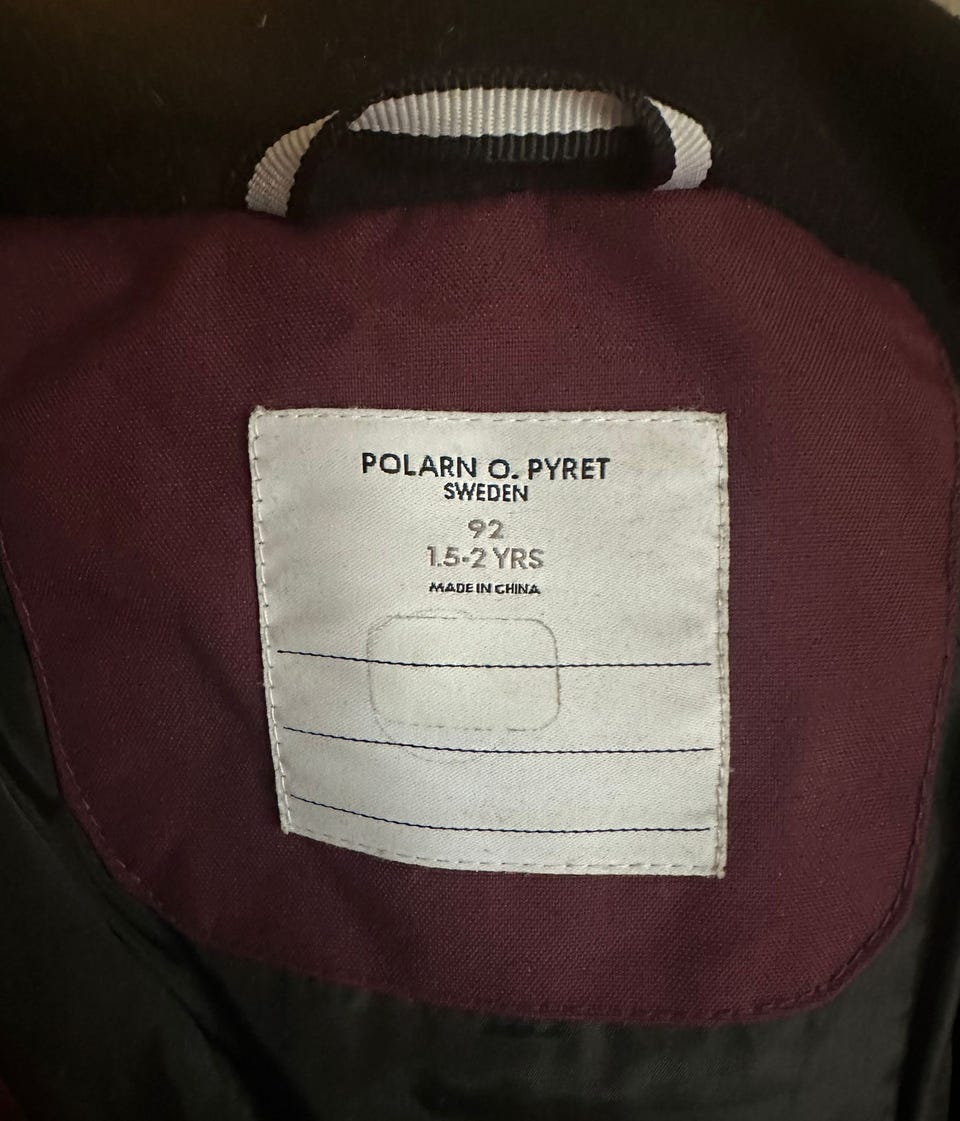 POLARN O. PYRET
SWEDEN
92
1.5-2 YRS
MADE IN CHINA